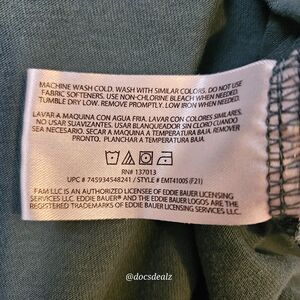 MACHINE WASH COLD. WASH WITH SIMILAR COLORS. DO NOT USE
FABRIC SOFTENERS. USE NON-CHLORINE BLEACH WHEN NEEDED.
TUMBLE DRY LOW. REMOVE PROMPTLY. LOW IRON WHEN NEEDED.
LAVAR A MAQUINA CON AGUA FRIA. LAVAR CON COLORES SIMILARES.
NO USAR SUAVIZANTES. USAR BLANQUEADOR SIN CLORO CUANDO
SEA NECESARIO. SECAR A MAQUINA A TEMPERATURA BAJA. REMOVER
PRONTO. PLANCHAR A TEMPERATURA BAJA.
RN# 137013
UPC # 745934548241 / STYLE # EMT41005 (F21)
FAM LLC IS AN AUTHORIZED LICENSEE OF EDDIE BAUER LICENSING
SERVICES LLC. EDDIE BAUER® AND THE EDDIE BAUER LOGOS ARE THE
REGISTERED TRADEMARKS OF EDDIE BAUER LICENSING SERVICES LLC.
@docsdealz